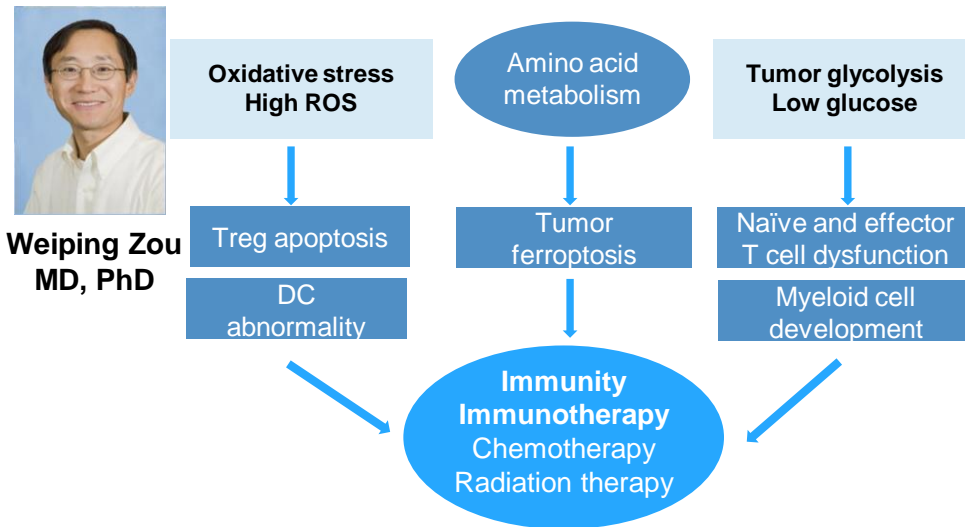 Weiping Zou
MD, PhD
Oxidative stress
High ROS
Treg apoptosis
DC
abnormality
Amino acid
metabolism
Tumor
ferroptosis
Tumor glycolysis
Low glucose
Naïve and effector
T cell dysfunction
Myeloid cell
development
Immunity
Immunotherapy
Chemotherapy
Radiation therapy